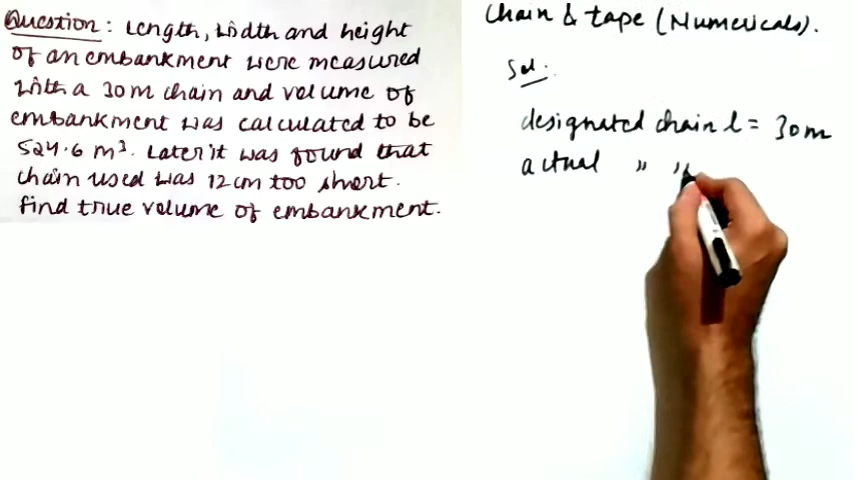 Question: Length, Width and height
of an embankment were measured
with a 30m chain and volume of
embankment was calculated to be
524.6 m³. Later it was found that
chain used was 12cm too short.
Find true volume of embankment.
Chain & tape (Numericals).
Sol:
designated chain l = 30m
actual " "